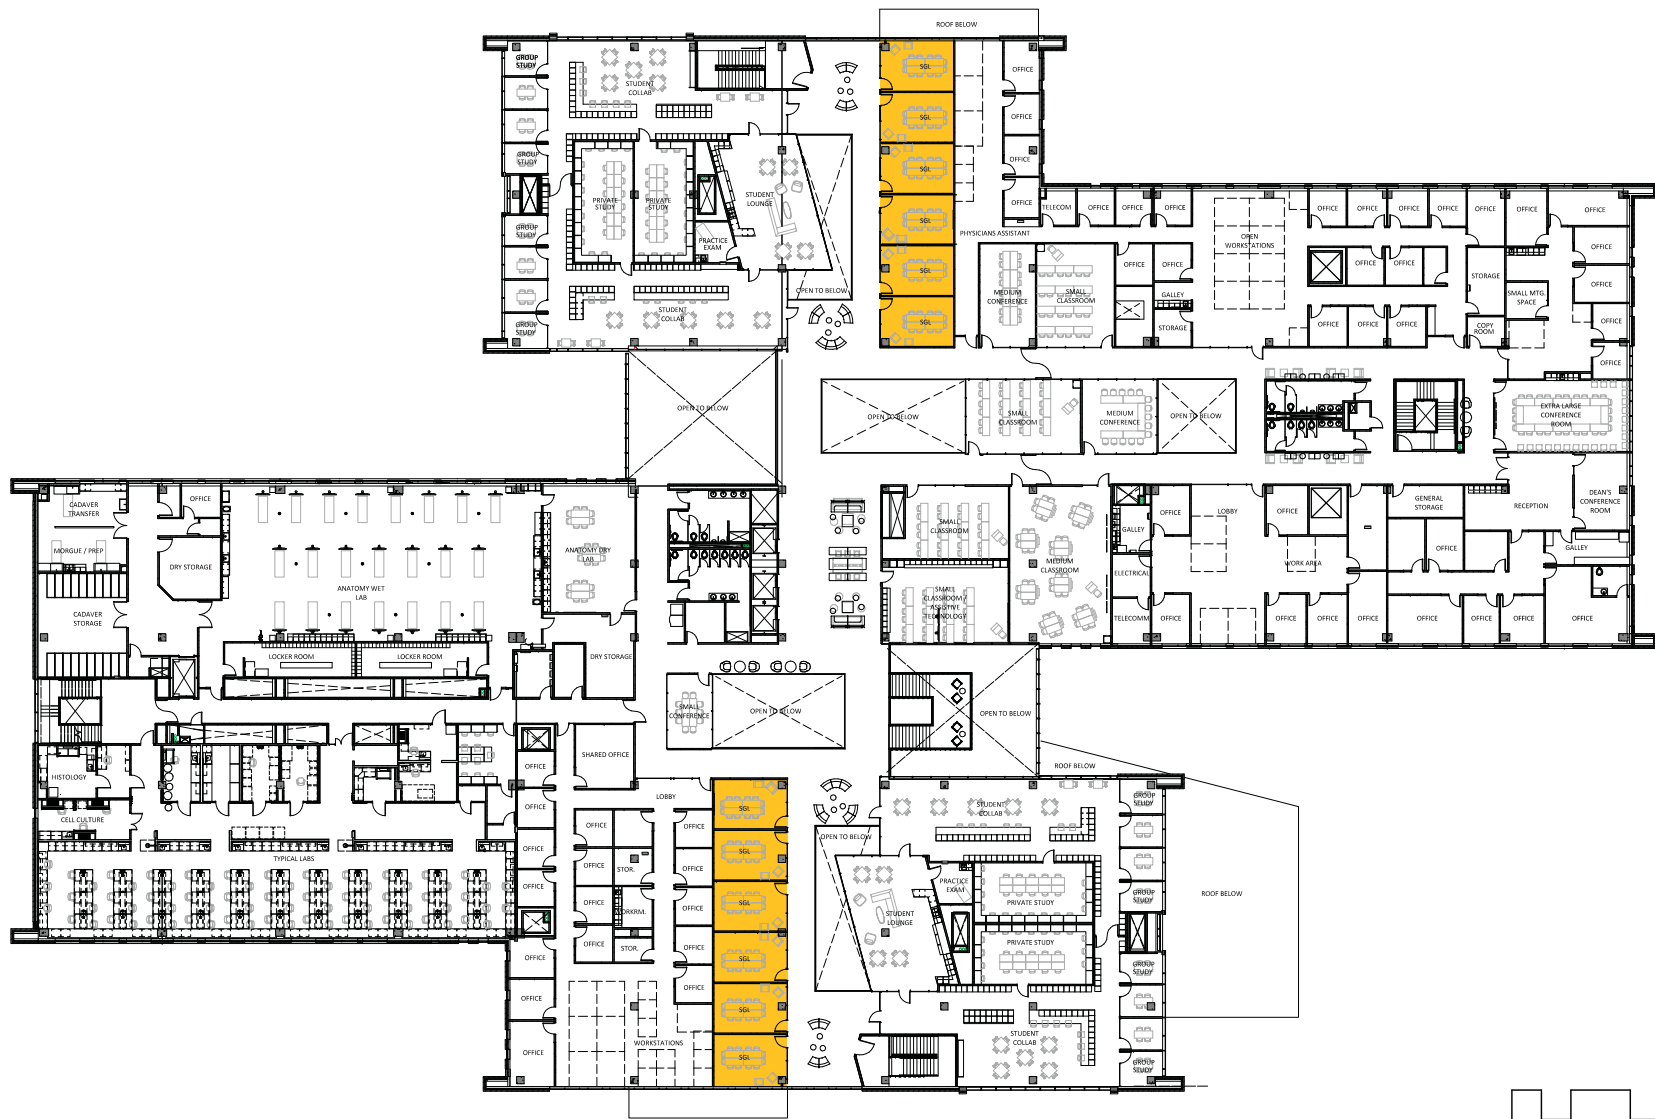 ROOF BELOW
GROUP
STUDY
STUDENT
COLLAB
SGL
OFFICE
SGL
OFFICE
GROUP
STUDY
SGL
OFFICE
PRIVATE
STUDY
PRIVATE
STUDY
STUDENT
LOUNGE
SGL
OFFICE
TELECOM
OFFICE
OFFICE
OFFICE
OFFICE
OFFICE
OFFICE
OFFICE
OFFICE
OFFICE
OFFICE
GROUP
STUDY
PRACTICE
EXAM
PHYSICIANS ASSISTANT
OPEN
WORKSTATIONS
OFFICE
SGL
OFFICE
OFFICE
OFFICE
OFFICE
STORAGE
OFFICE
OPEN TO BELOW
MEDIUM
CONFERENCE
SMALL
CLASSROOM
GALLEY
SMALL MTG.
SPACE
GROUP
STUDY
STUDENT
COLLAB
SGL
STORAGE
OFFICE
OFFICE
OFFICE
COPY
ROOM
OFFICE
OFFICE
OPEN TO BELOW
OPEN TO BELOW
SMALL
CLASSROOM
MEDIUM
CONFERENCE
OPEN TO BELOW
EXTRA LARGE
CONFERENCE
ROOM
CADAVER
TRANSFER
OFFICE
MORGUE / PREP
DRY STORAGE
ANATOMY DRY
LAB
ANATOMY WET
LAB
CADAVER
STORAGE
LOCKER ROOM
LOCKER ROOM
DRY STORAGE
SMALL
CLASSROOM
MEDIUM
CLASSROOM
SMALL
CLASSROOM /
ASSISTIVE
TECHNOLOGY
GALLEY
ELECTRICAL
TELECOMM
OFFICE
LOBBY
OFFICE
GENERAL
STORAGE
RECEPTION
DEAN'S
CONFERENCE
ROOM
WORK AREA
OFFICE
GALLEY
OFFICE
OFFICE
OFFICE
OFFICE
OFFICE
OFFICE
OFFICE
OFFICE
SMALL
CONFERENCE
OPEN TO BELOW
OPEN TO BELOW
ROOF BELOW
SHARED OFFICE
OFFICE
HISTOLOGY
CELL CULTURE
TYPICAL LABS
LOBBY
OFFICE
OFFICE
OFFICE
SGL
STUDENT
COLLAB
GROUP
STUDY
OPEN TO BELOW
OFFICE
OFFICE
STOR.
OFFICE
SGL
OFFICE
OFFICE
WORKRM.
OFFICE
SGL
STUDENT
LOUNGE
PRACTICE
EXAM
PRIVATE STUDY
GROUP
STUDY
ROOF BELOW
OFFICE
OFFICE
STOR.
OFFICE
SGL
PRIVATE STUDY
GROUP
STUDY
OFFICE
OFFICE
SGL
OFFICE
WORKSTATIONS
SGL
STUDENT
COLLAB
GROUP
STUDY